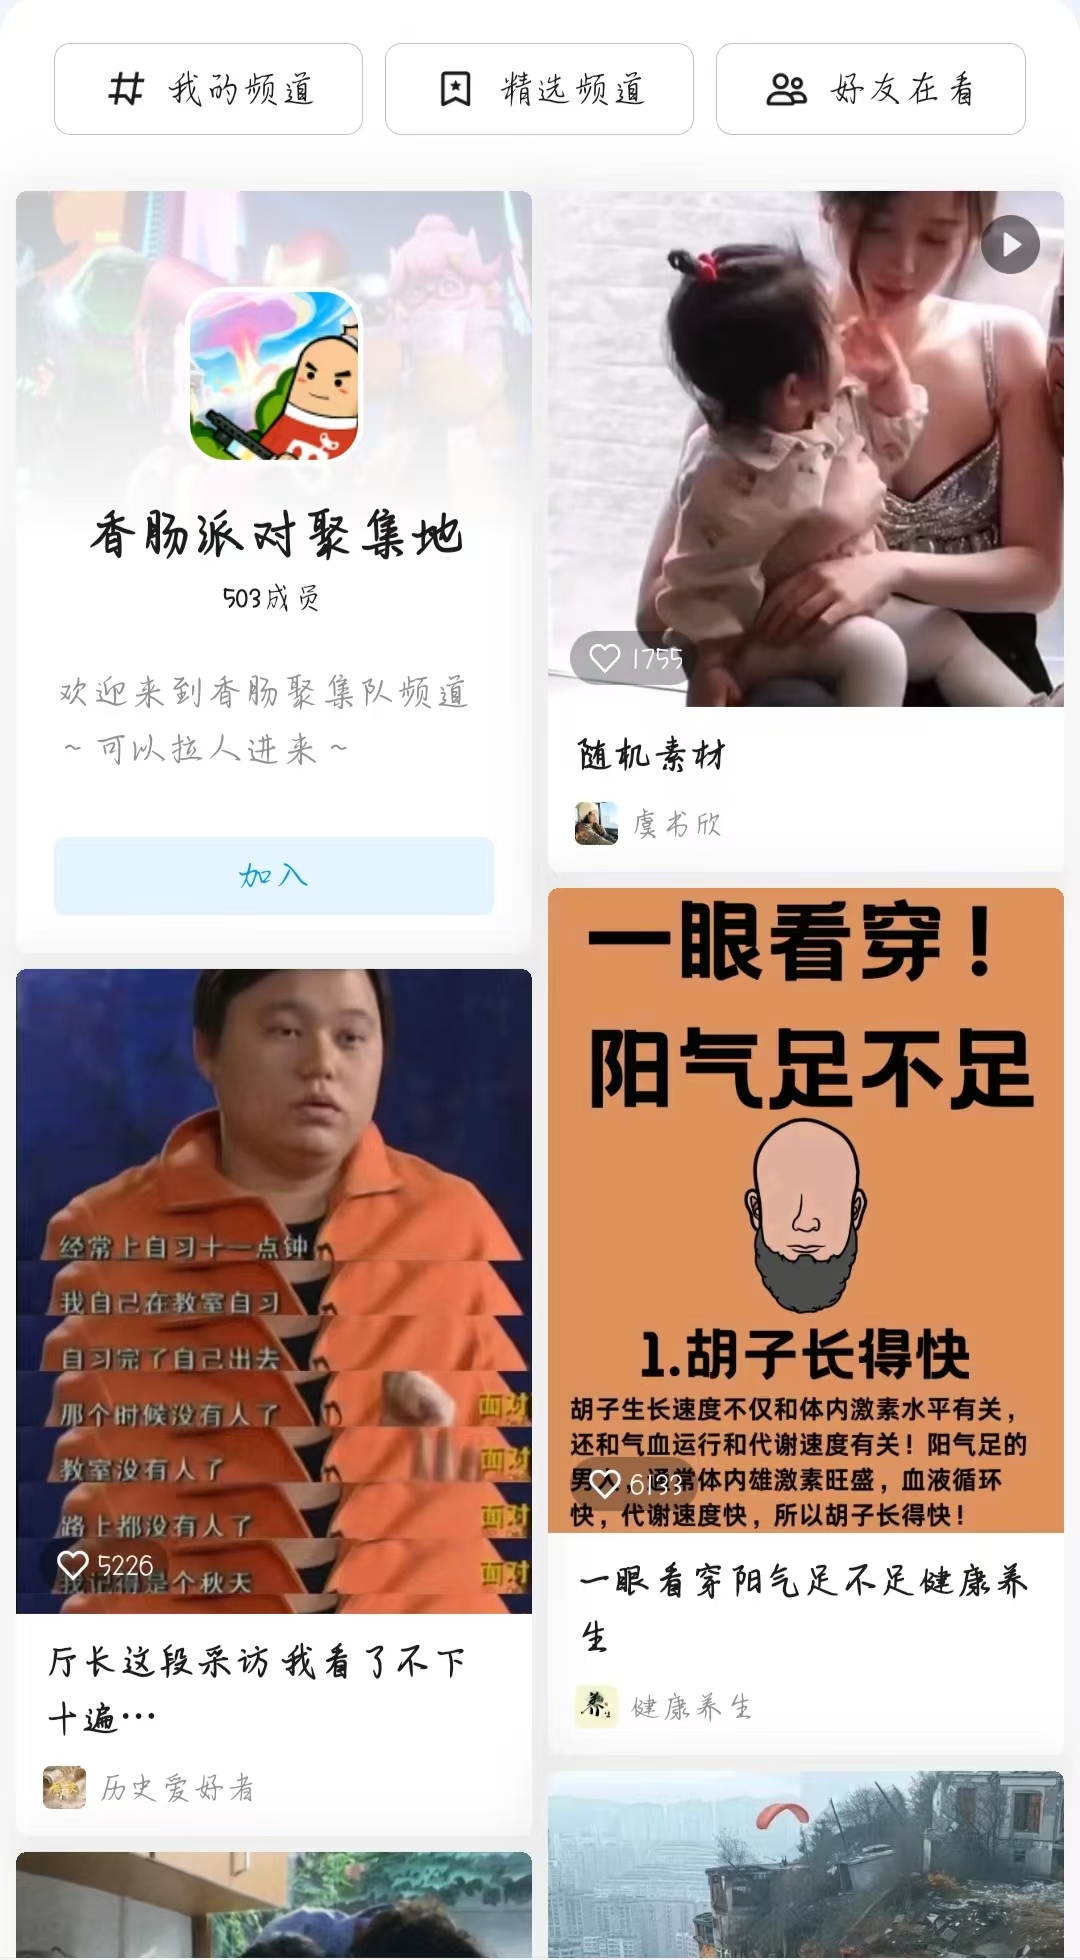 我的频道
精选频道
好友在看
香肠派对聚集地
503成员
欢迎来到香肠聚集队频道
~可以拉人进来~
加入
1755
随机素材
虞书欣
经常上自习十一点钟
我自己在教室自习
自习完了自己出去
那个时候没有人了
面对
教室没有人了
面对
路上都没有人了
面对
我记得是个秋天
面对
5226
厅长这段采访我看了不下
十遍…
历史爱好者
一眼看穿！
阳气足不足
1.胡子长得快
胡子生长速度不仅和体内激素水平有关，
还和气血运行和代谢速度有关！阳气足的
男人，通常体内雄激素旺盛，血液循环
快，代谢速度快，所以胡子长得快！
6133
一眼看穿阳气足不足健康养
生
健康养生